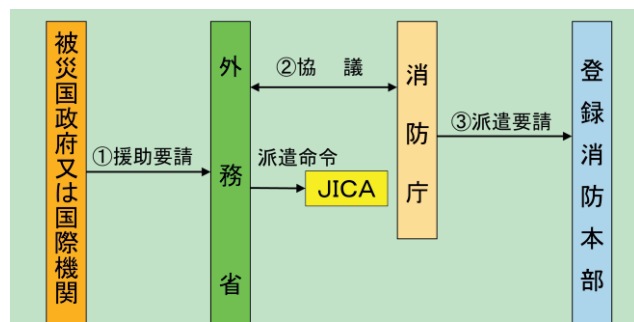 被災国政府又は国際機関
①援助要請
外務省
②協　議
派遣命令
JICA
消防庁
③派遣要請
登録消防本部